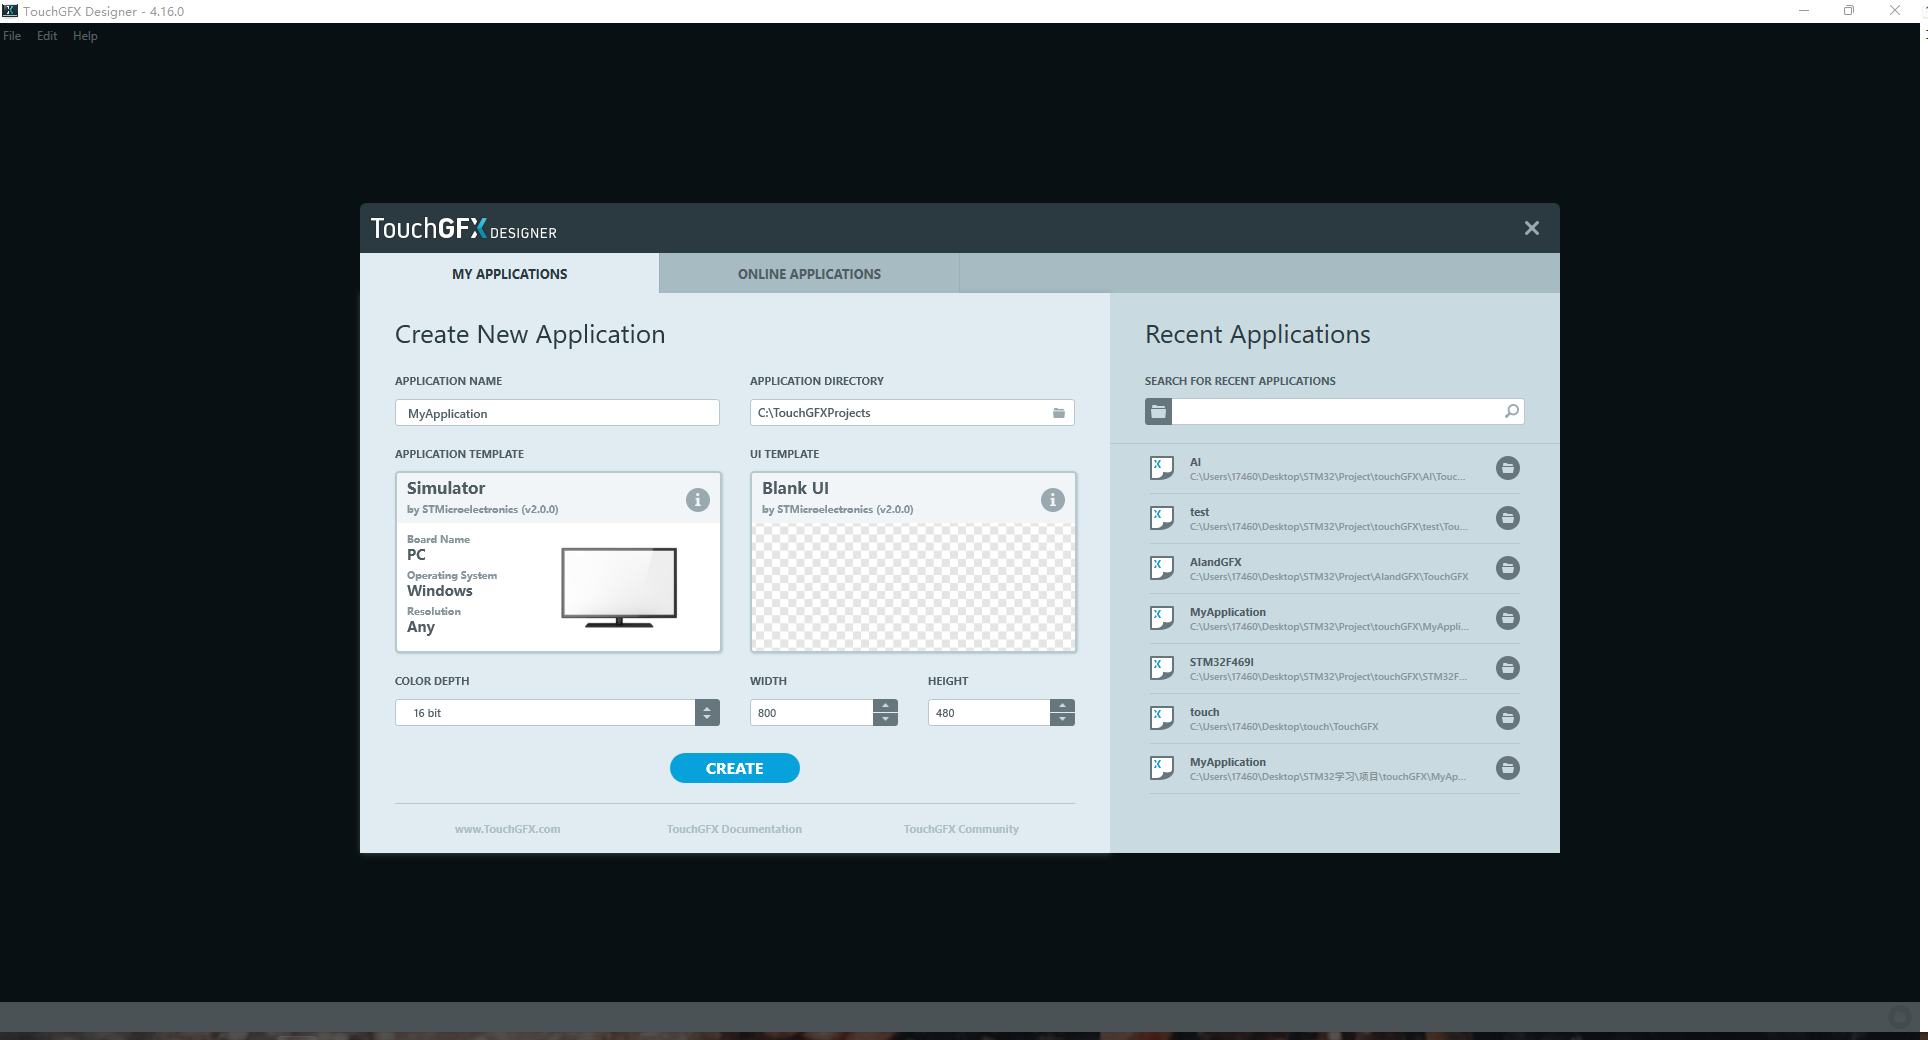 TouchGFX Designer - 4.16.0
File Edit Help
TouchGFX DESIGNER
MY APPLICATIONS
ONLINE APPLICATIONS
Create New Application
APPLICATION NAME
APPLICATION DIRECTORY
MyApplication
C:\TouchGFXProjects
APPLICATION TEMPLATE
UI TEMPLATE
Simulator
by STMicroelectronics (v2.0.0)
Board Name
PC
Operating System
Windows
Resolution
Any
Blank UI
by STMicroelectronics (v2.0.0)
COLOR DEPTH
WIDTH
HEIGHT
16 bit
800
480
CREATE
www.TouchGFX.com
TouchGFX Documentation
TouchGFX Community
Recent Applications
SEARCH FOR RECENT APPLICATIONS
AI
C:\Users\17460\Desktop\STM32\Project\touchGFX\AI\Touc...
test
C:\Users\17460\Desktop\STM32\Project\touchGFX\test\Tou...
AIandGFX
C:\Users\17460\Desktop\STM32\Project\AIandGFX\TouchGFX
MyApplication
C:\Users\17460\Desktop\STM32\Project\touchGFX\MyAppli...
STM32F469I
C:\Users\17460\Desktop\STM32\Project\touchGFX\STM32F...
touch
C:\Users\17460\Desktop\touch\TouchGFX
MyApplication
C:\Users\17460\Desktop\STM32学习\项目\touchGFX\MyAp...